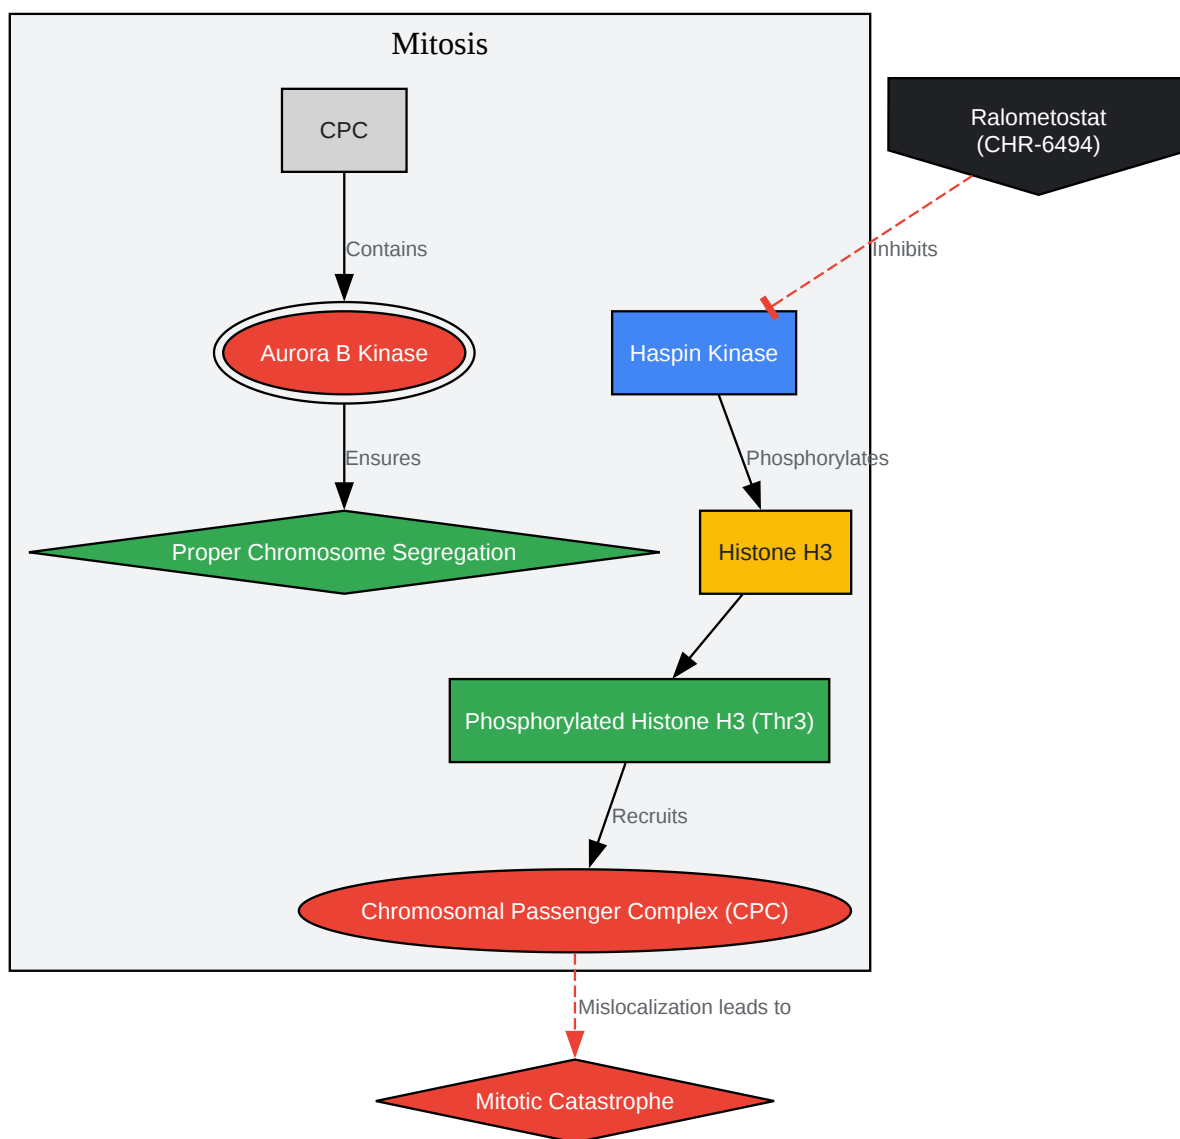 Mitosis
CPC
Ralometostat
(CHR-6494)
Contains
Inhibits
Aurora B Kinase
Haspin Kinase
Ensures
Phosphorylates
Proper Chromosome Segregation
Histone H3
Phosphorylated Histone H3 (Thr3)
Recruits
Chromosomal Passenger Complex (CPC)
Mislocalization leads to
Mitotic Catastrophe